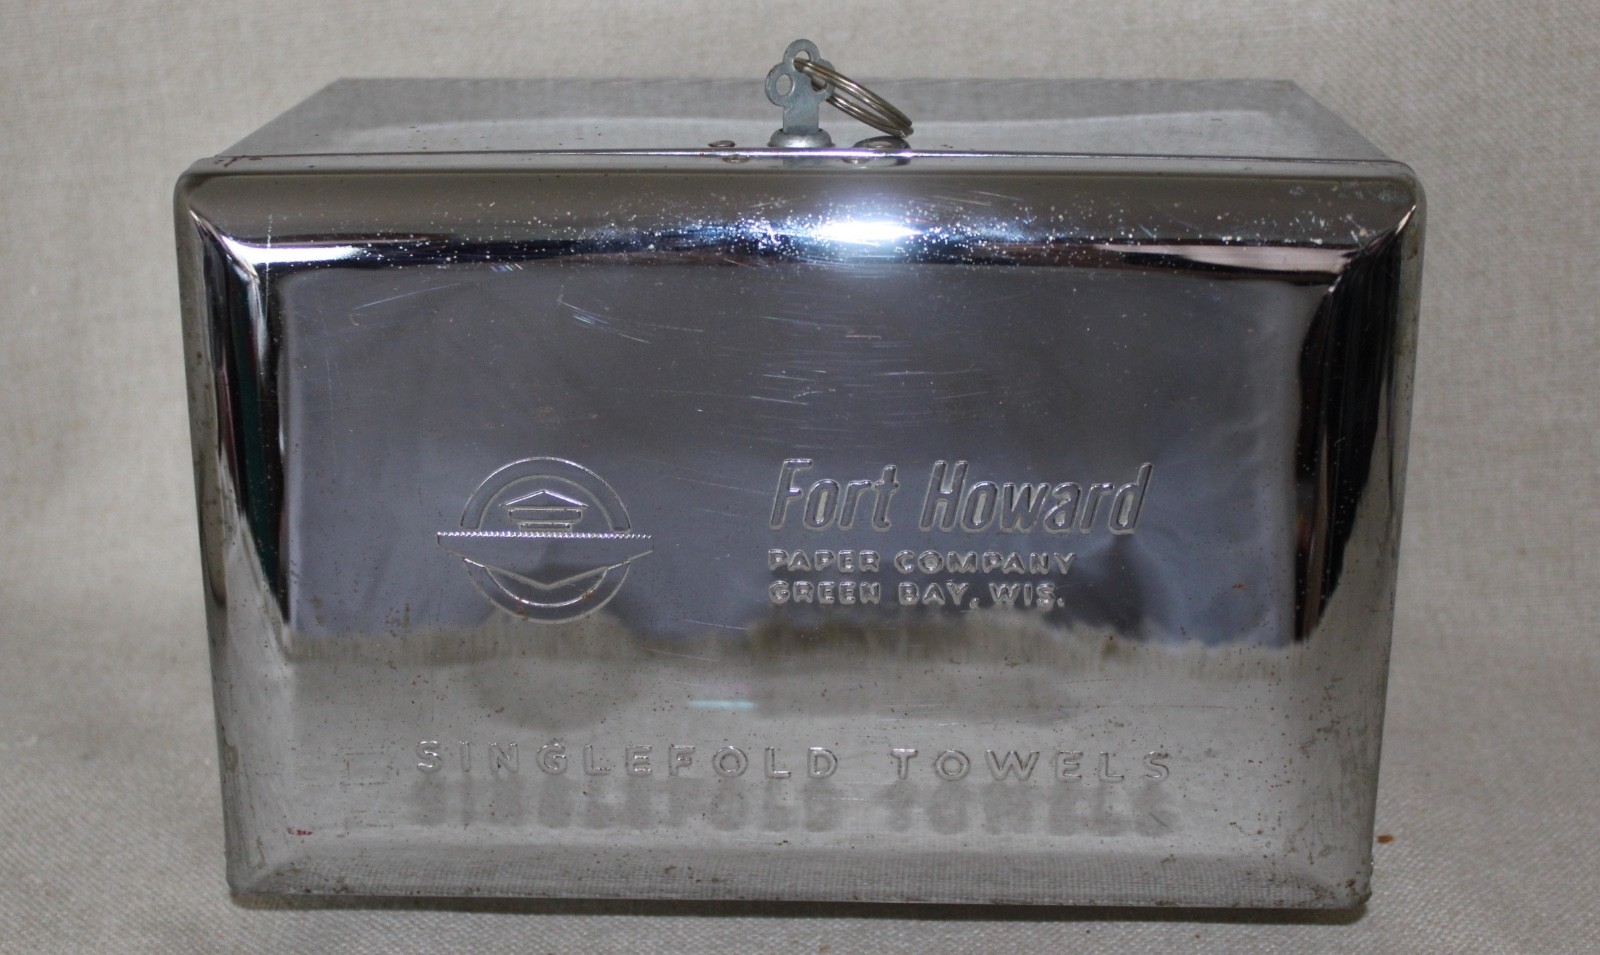 Fort Howard
PAPER COMPANY
GREEN BAY, WIS.
SINGLEFOLD TOWELS